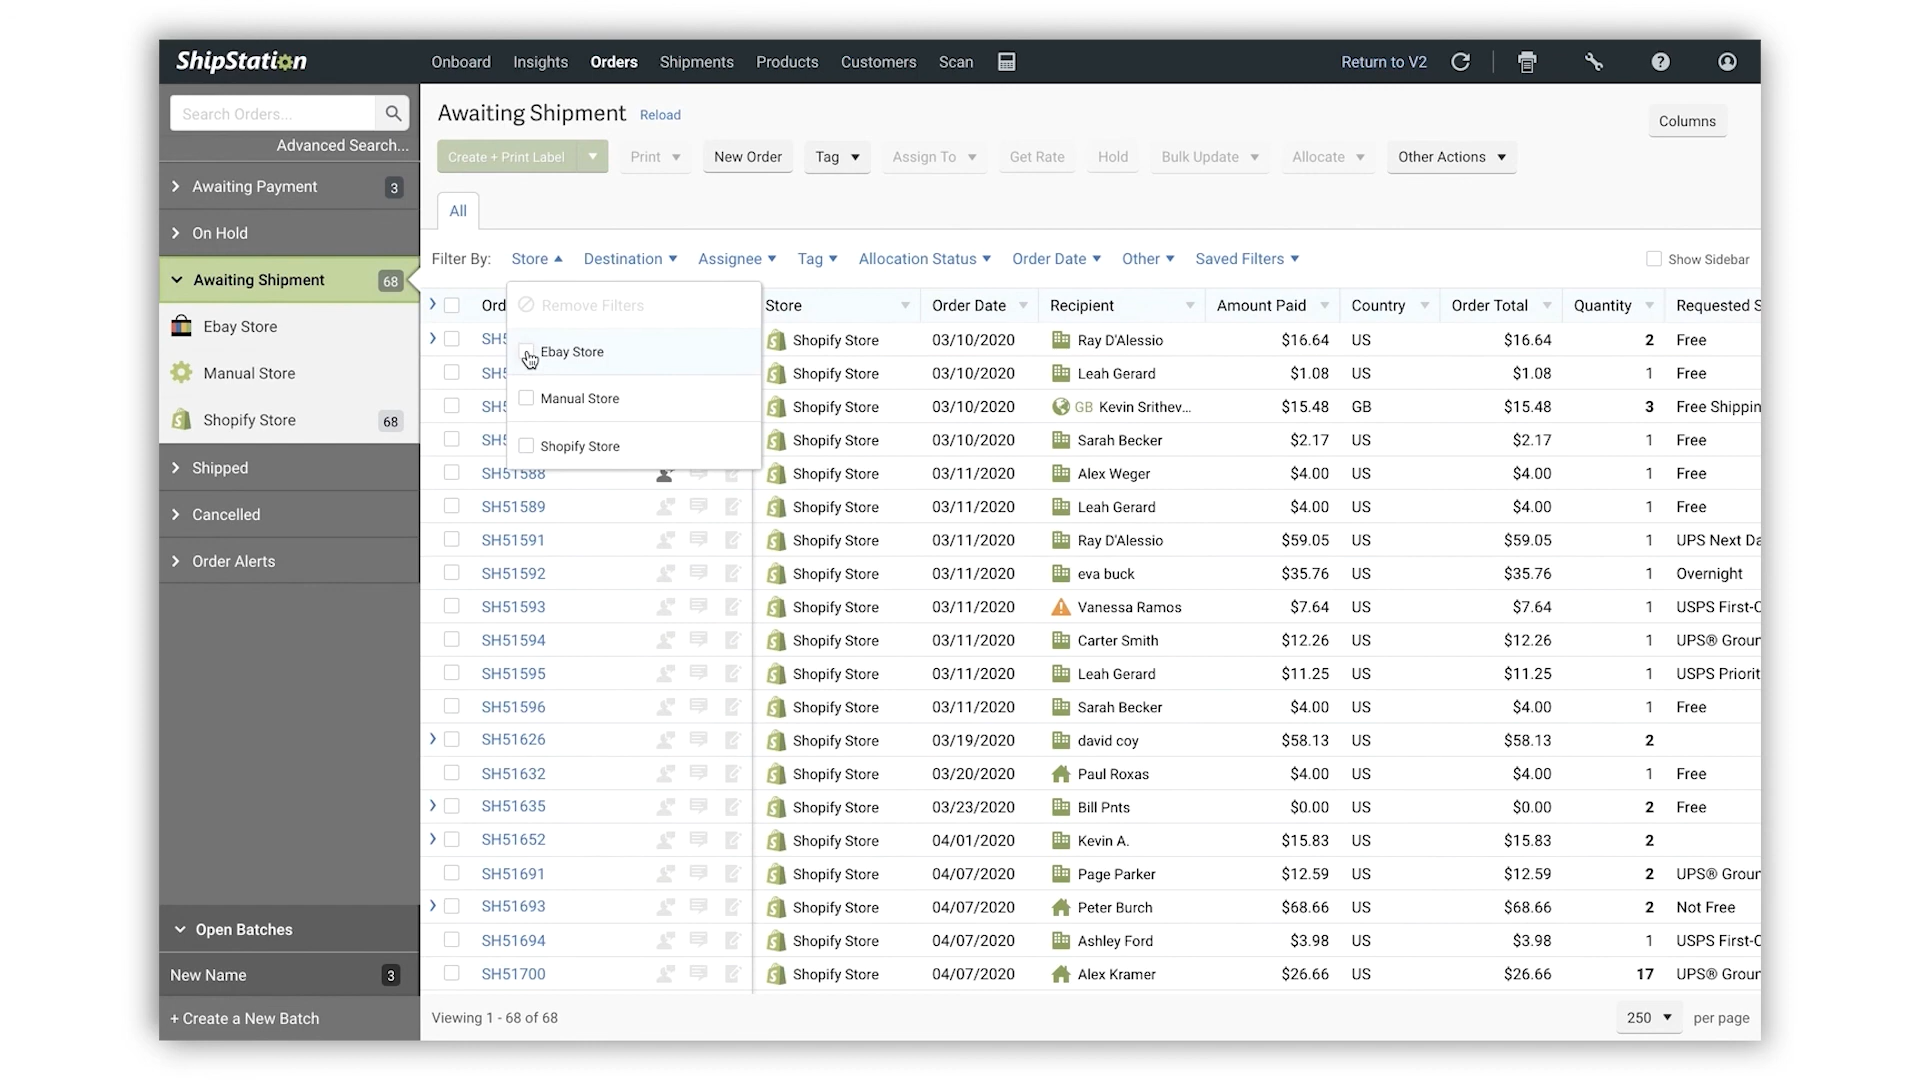 ShipStation Onboard Insights Orders Shipments Products Customers Scan Return to V2
Search Orders...
Advanced Search...
Awaiting Payment 3
On Hold
Awaiting Shipment 68
Ebay Store
Manual Store
Shopify Store 68
Shipped
Cancelled
Order Alerts
Open Batches
New Name 3
+ Create a New Batch
Awaiting Shipment Reload
Columns
Create + Print Label Print New Order Tag Assign To Get Rate Hold Bulk Update Allocate Other Actions
All
Filter By: Store Destination Assignee Tag Allocation Status Order Date Other Saved Filters Show Sidebar
Remove Filters
Ebay Store
Manual Store
Shopify Store
Ord Store Order Date Recipient Amount Paid Country Order Total Quantity Requested S
SH5 Shopify Store 03/10/2020 Ray D'Alessio $16.64 US $16.64 2 Free
SH5 Shopify Store 03/10/2020 Leah Gerard $1.08 US $1.08 1 Free
SH5 Shopify Store 03/10/2020 GB Kevin Srithev... $15.48 GB $15.48 3 Free Shippin
SH5 Shopify Store 03/10/2020 Sarah Becker $2.17 US $2.17 1 Free
SH51588 Shopify Store 03/11/2020 Alex Weger $4.00 US $4.00 1 Free
SH51589 Shopify Store 03/11/2020 Leah Gerard $4.00 US $4.00 1 Free
SH51591 Shopify Store 03/11/2020 Ray D'Alessio $59.05 US $59.05 1 UPS Next Da
SH51592 Shopify Store 03/11/2020 eva buck $35.76 US $35.76 1 Overnight
SH51593 Shopify Store 03/11/2020 Vanessa Ramos $7.64 US $7.64 1 USPS First-C
SH51594 Shopify Store 03/11/2020 Carter Smith $12.26 US $12.26 1 UPS® Groun
SH51595 Shopify Store 03/11/2020 Leah Gerard $11.25 US $11.25 1 USPS Priorit
SH51596 Shopify Store 03/11/2020 Sarah Becker $4.00 US $4.00 1 Free
SH51626 Shopify Store 03/19/2020 david coy $58.13 US $58.13 2
SH51632 Shopify Store 03/20/2020 Paul Roxas $4.00 US $4.00 1 Free
SH51635 Shopify Store 03/23/2020 Bill Pnts $0.00 US $0.00 2 Free
SH51652 Shopify Store 04/01/2020 Kevin A. $15.83 US $15.83 2
SH51691 Shopify Store 04/07/2020 Page Parker $12.59 US $12.59 2 UPS® Groun
SH51693 Shopify Store 04/07/2020 Peter Burch $68.66 US $68.66 2 Not Free
SH51694 Shopify Store 04/07/2020 Ashley Ford $3.98 US $3.98 1 USPS First-C
SH51700 Shopify Store 04/07/2020 Alex Kramer $26.66 US $26.66 17 UPS® Groun
Viewing 1 - 68 of 68 250 per page